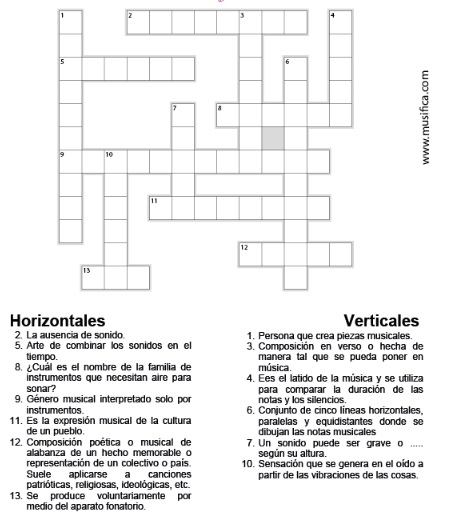 1 2 3 4
5 6
7 8
9 10
11
12
13
www.musifica.com
Horizontales
2. La ausencia de sonido.
5. Arte de combinar los sonidos en el
tiempo.
8. ¿Cuál es el nombre de la familia de
instrumentos que necesitan aire para
sonar?
9. Género musical interpretado solo por
instrumentos.
11. Es la expresión musical de la cultura
de un pueblo.
12. Composición poética o musical de
alabanza de un hecho memorable o
representación de un colectivo o país.
Suele aplicarse a canciones
patrióticas, religiosas, ideológicas, etc.
13. Se produce voluntariamente por
medio del aparato fonatorio.
Verticales
1. Persona que crea piezas musicales.
3. Composición en verso o hecha de
manera tal que se pueda poner en
música.
4. Ees el latido de la música y se utiliza
para comparar la duración de las
notas y los silencios.
6. Conjunto de cinco líneas horizontales,
paralelas y equidistantes donde se
dibujan las notas musicales
7. Un sonido puede ser grave o .....
según su altura.
10. Sensación que se genera en el oído a
partir de las vibraciones de las cosas.